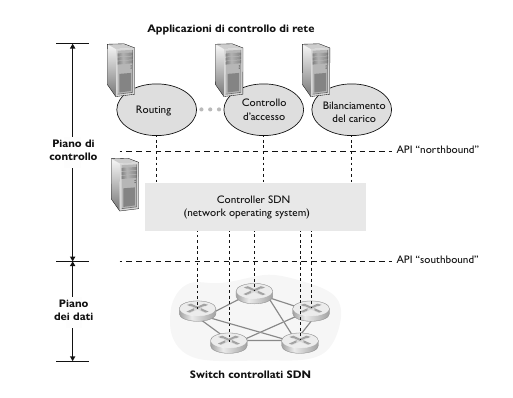 Applicazioni di controllo di rete
Routing
Controllo
d'accesso
Bilanciamento
del carico
Piano di
controllo
API “northbound”
Controller SDN
(network operating system)
API “southbound”
Piano
dei dati
Switch controllati SDN